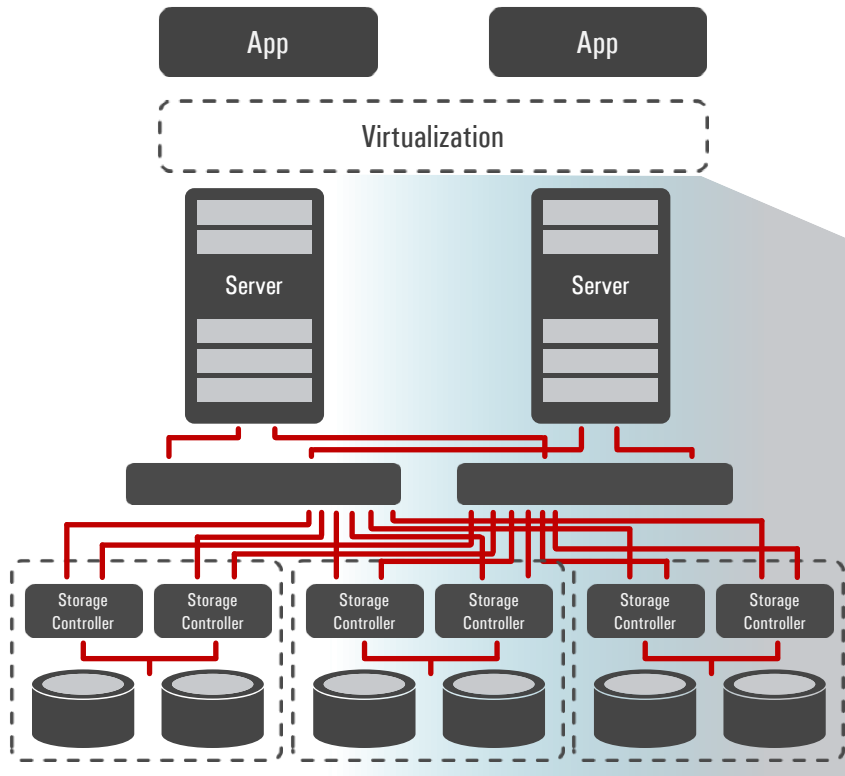 App
App
Virtualization
Server
Server
Storage
Controller
Storage
Controller
Storage
Controller
Storage
Controller
Storage
Controller
Storage
Controller